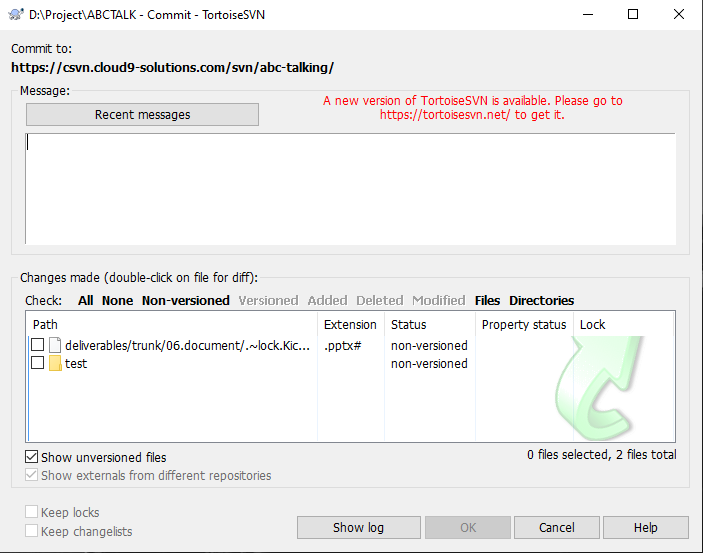 D:\Project\ABCTALK - Commit - TortoiseSVN
Commit to:
https://csvn.cloud9-solutions.com/svn/abc-talking/
Message:
Recent messages
A new version of TortoiseSVN is available. Please go to
https://tortoisesvn.net/ to get it.
Changes made (double-click on file for diff):
Check: All None Non-versioned Versioned Added Deleted Modified Files Directories
Path Extension Status Property status Lock
deliverables/trunk/06.document/.~lock.Kic... .pptx# non-versioned
test non-versioned
Show unversioned files
0 files selected, 2 files total
Show externals from different repositories
Keep locks
Keep changelists
Show log OK Cancel Help